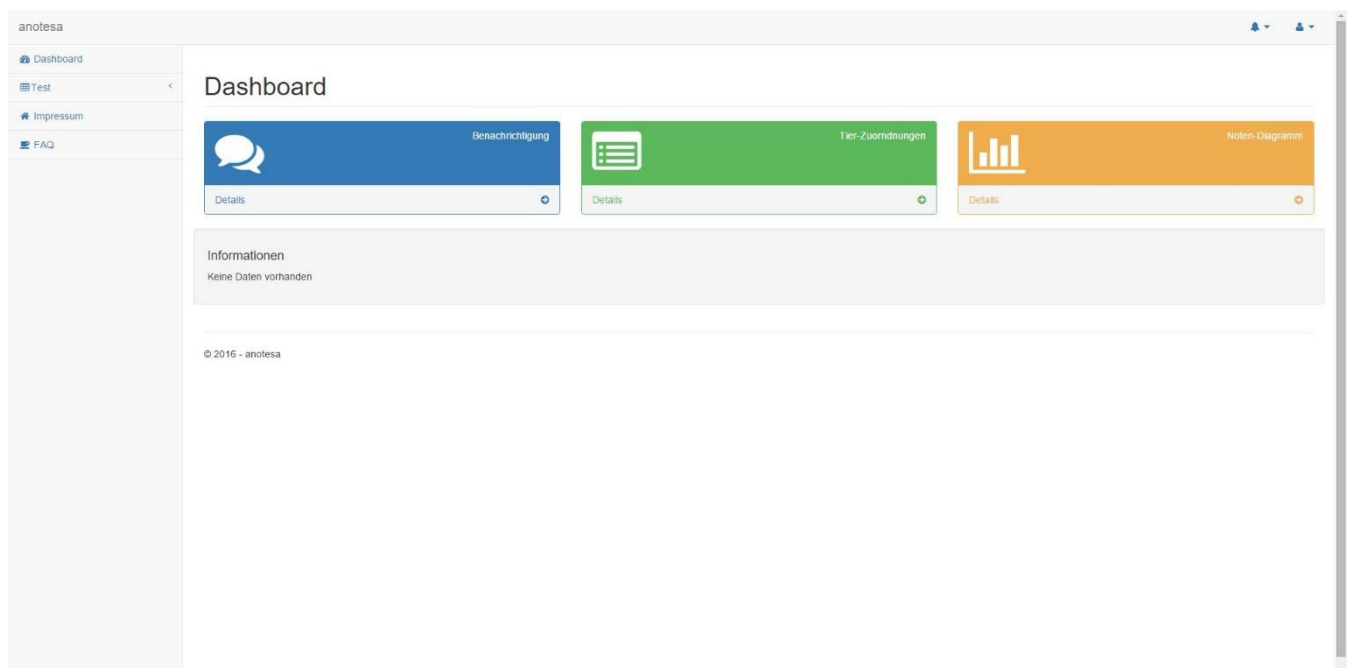 anotesa
Dashboard
Test
Impressum
FAQ
Dashboard
Benachrichtigung
Details
Tier-Zuorndnungen
Details
Noten-Diagramm
Details
Informationen
Keine Daten vorhanden
© 2016 - anotesa